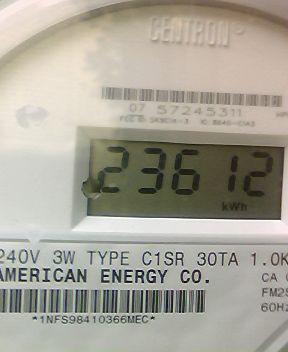 CENTRON®
07 57245311
23612
kWh
240V 3W TYPE C1SR 30TA 1.0K
AMERICAN ENERGY CO.
CA
FM2S
60Hz
*1NFS98410366MEC*